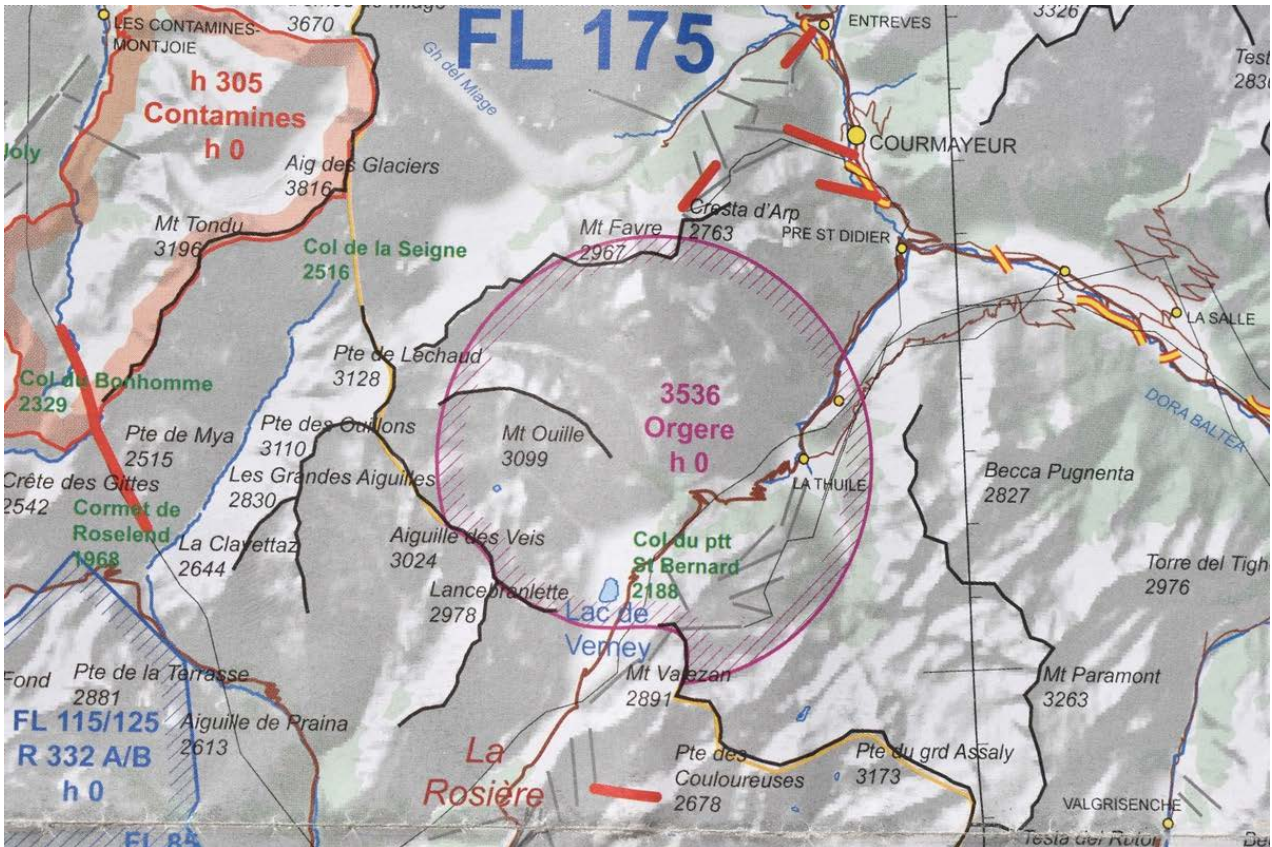 LES CONTAMINES-
MONTJOIE
3670
FL 175
ENTREVES
3326
h 305
Contamines
h 0
Gh del Miage
COURMAYEUR
Joly
Aig des Glaciers
3816
Mt Tondu
3196
Col de la Seigne
2516
Mt Favre
2967
Cresta d'Arp
2763
PRE ST DIDIER
LA SALLE
DORA BALTEA
Pte de Lechaud
3128
Col du Bonhomme
2329
Pte de Mya
2515
Pte des Ouillons
3110
Mt Ouille
3099
3536
Orgere
h 0
LA THUILE
Becca Pugnenta
2827
Crête des Gittes
2542
Les Grandes Aiguilles
2830
Cormet de
Roselend
1968
La Clavettaz
2644
Aiguille des Veis
3024
Col du ptt
St Bernard
2188
Torre del
2976
Lancebranlette
2978
Lac de
Verney
Fond
Pte de la Terrasse
2881
Mt Valezan
2891
Mt Paramont
3263
FL 115/125
R 332 A/B
h 0
Aiguille de Praina
2613
La
Rosière
Pte des
Couloureuses
2678
Pte du grd Assaly
3173
VALGRISENCHE
FL 85
Testa del Rutor